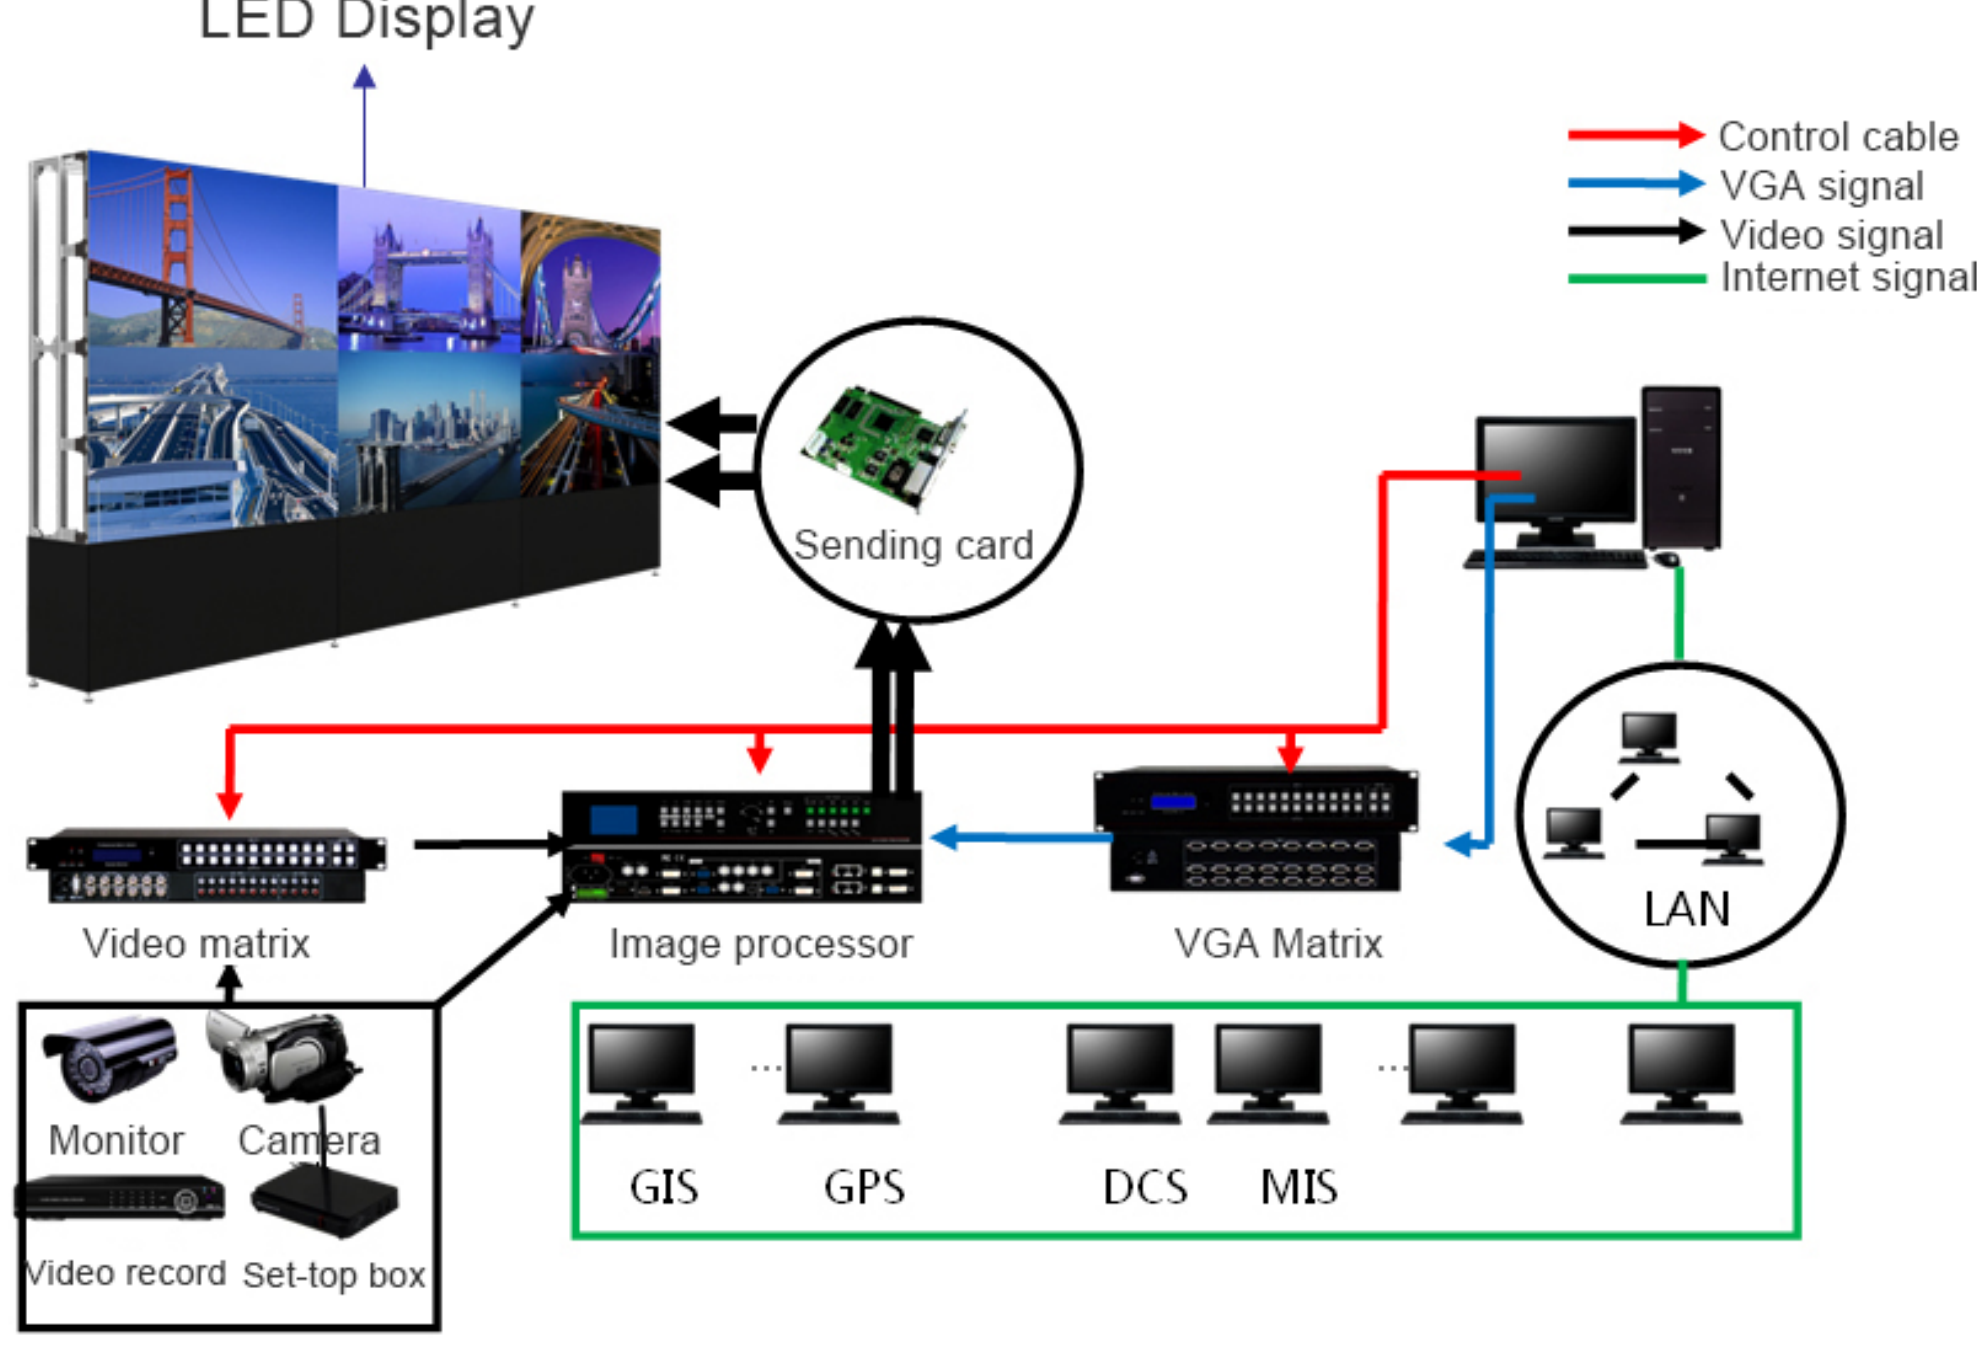 LED Display
Control cable
VGA signal
Video signal
Internet signal
Sending card
LAN
Video matrix
Image processor
VGA Matrix
Monitor
Camera
...
...
GIS
GPS
DCS
MIS
Video record
Set-top box